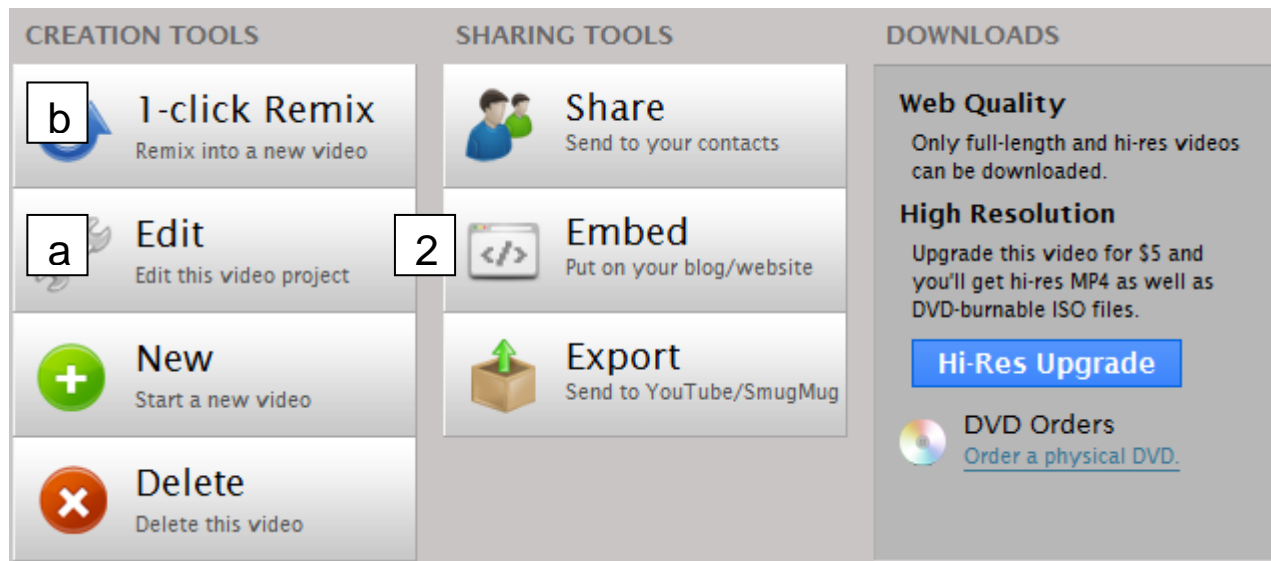 CREATION TOOLS
b
1-click Remix
Remix into a new video
a
Edit
Edit this video project
New
Start a new video
Delete
Delete this video
SHARING TOOLS
Share
Send to your contacts
2
</>
Embed
Put on your blog/website
Export
Send to YouTube/SmugMug
DOWNLOADS
Web Quality
Only full-length and hi-res videos
can be downloaded.
High Resolution
Upgrade this video for $5 and
you'll get hi-res MP4 as well as
DVD-burnable ISO files.
Hi-Res Upgrade
DVD Orders
Order a physical DVD.